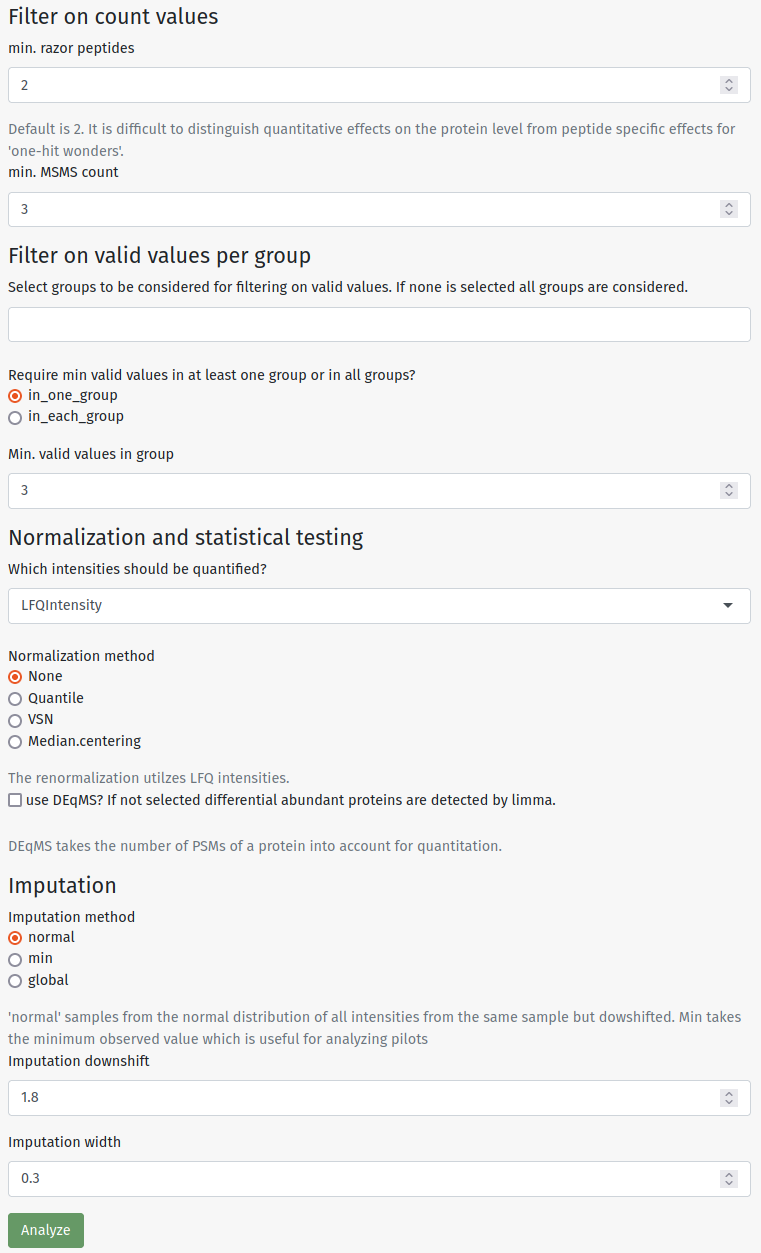 Filter on count values
min. razor peptides
2
Default is 2. It is difficult to distinguish quantitative effects on the protein level from peptide specific effects for
'one-hit wonders'.
min. MSMS count
3
Filter on valid values per group
Select groups to be considered for filtering on valid values. If none is selected all groups are considered.
Require min valid values in at least one group or in all groups?
in_one_group
in_each_group
Min. valid values in group
3
Normalization and statistical testing
Which intensities should be quantified?
LFQIntensity
Normalization method
None
Quantile
VSN
Median.centering
The renormalization utilzes LFQ intensities.
use DEqMS? If not selected differential abundant proteins are detected by limma.
DEqMS takes the number of PSMs of a protein into account for quantitation.
Imputation
Imputation method
normal
min
global
'normal' samples from the normal distribution of all intensities from the same sample but dowshifted. Min takes
the minimum observed value which is useful for analyzing pilots
Imputation downshift
1.8
Imputation width
0.3
Analyze